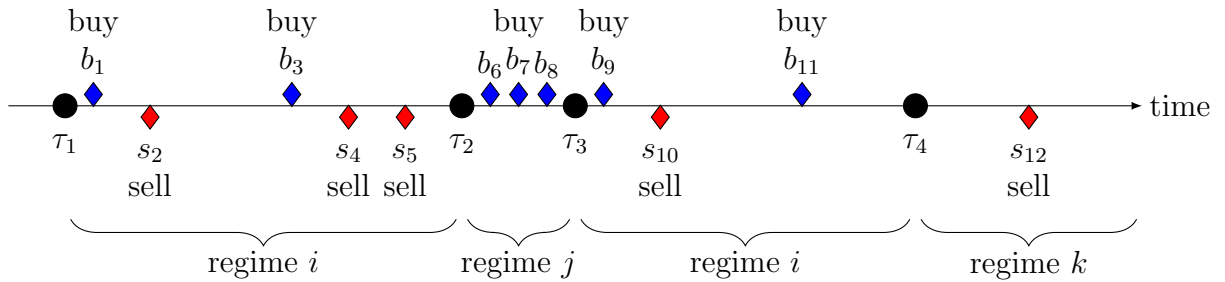 buy buy buy buy buy
b₁ b₃ b₆ b₇ b₈ b₉ b₁₁
time
τ₁ s₂ s₄ s₅ τ₂ τ₃ s₁₀ τ₄ s₁₂
sell sell sell sell sell
regime i regime j regime i regime k